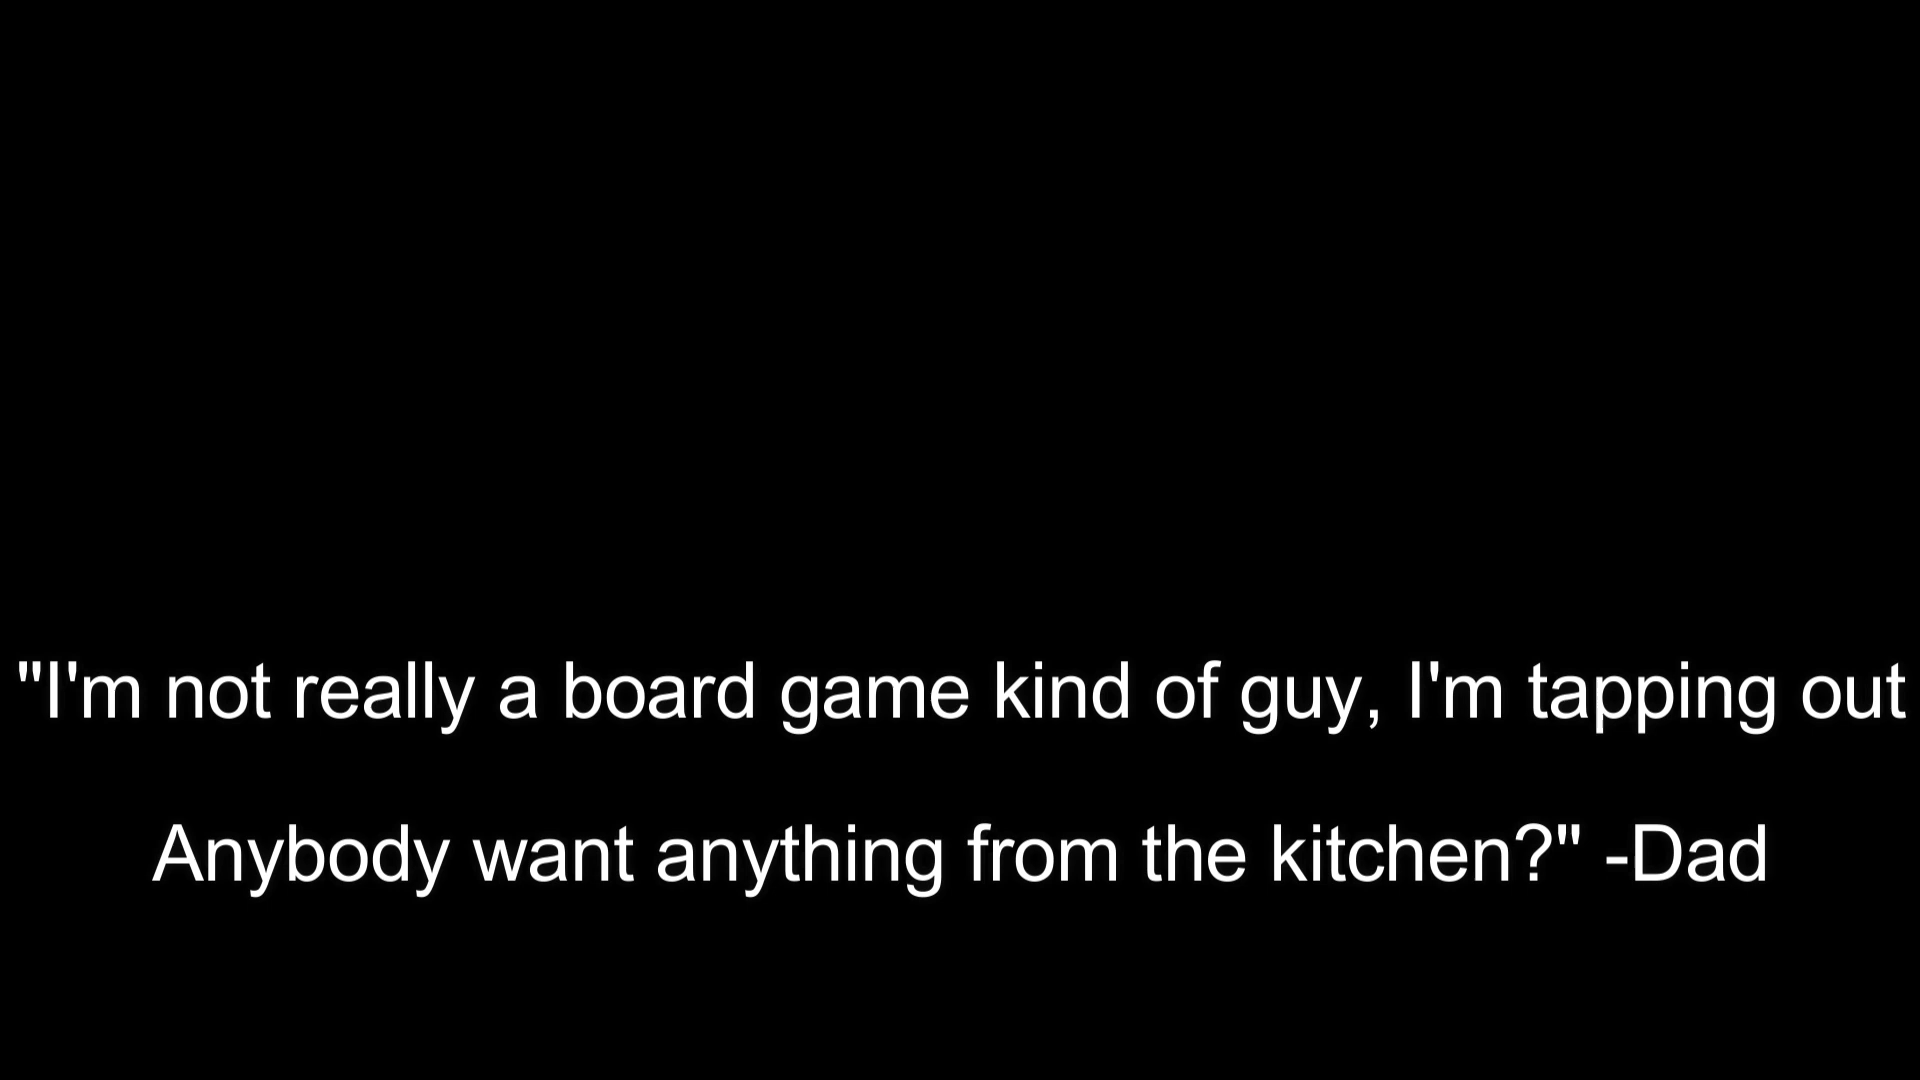 "I'm not really a board game kind of guy, I'm tapping out
Anybody want anything from the kitchen?" -Dad